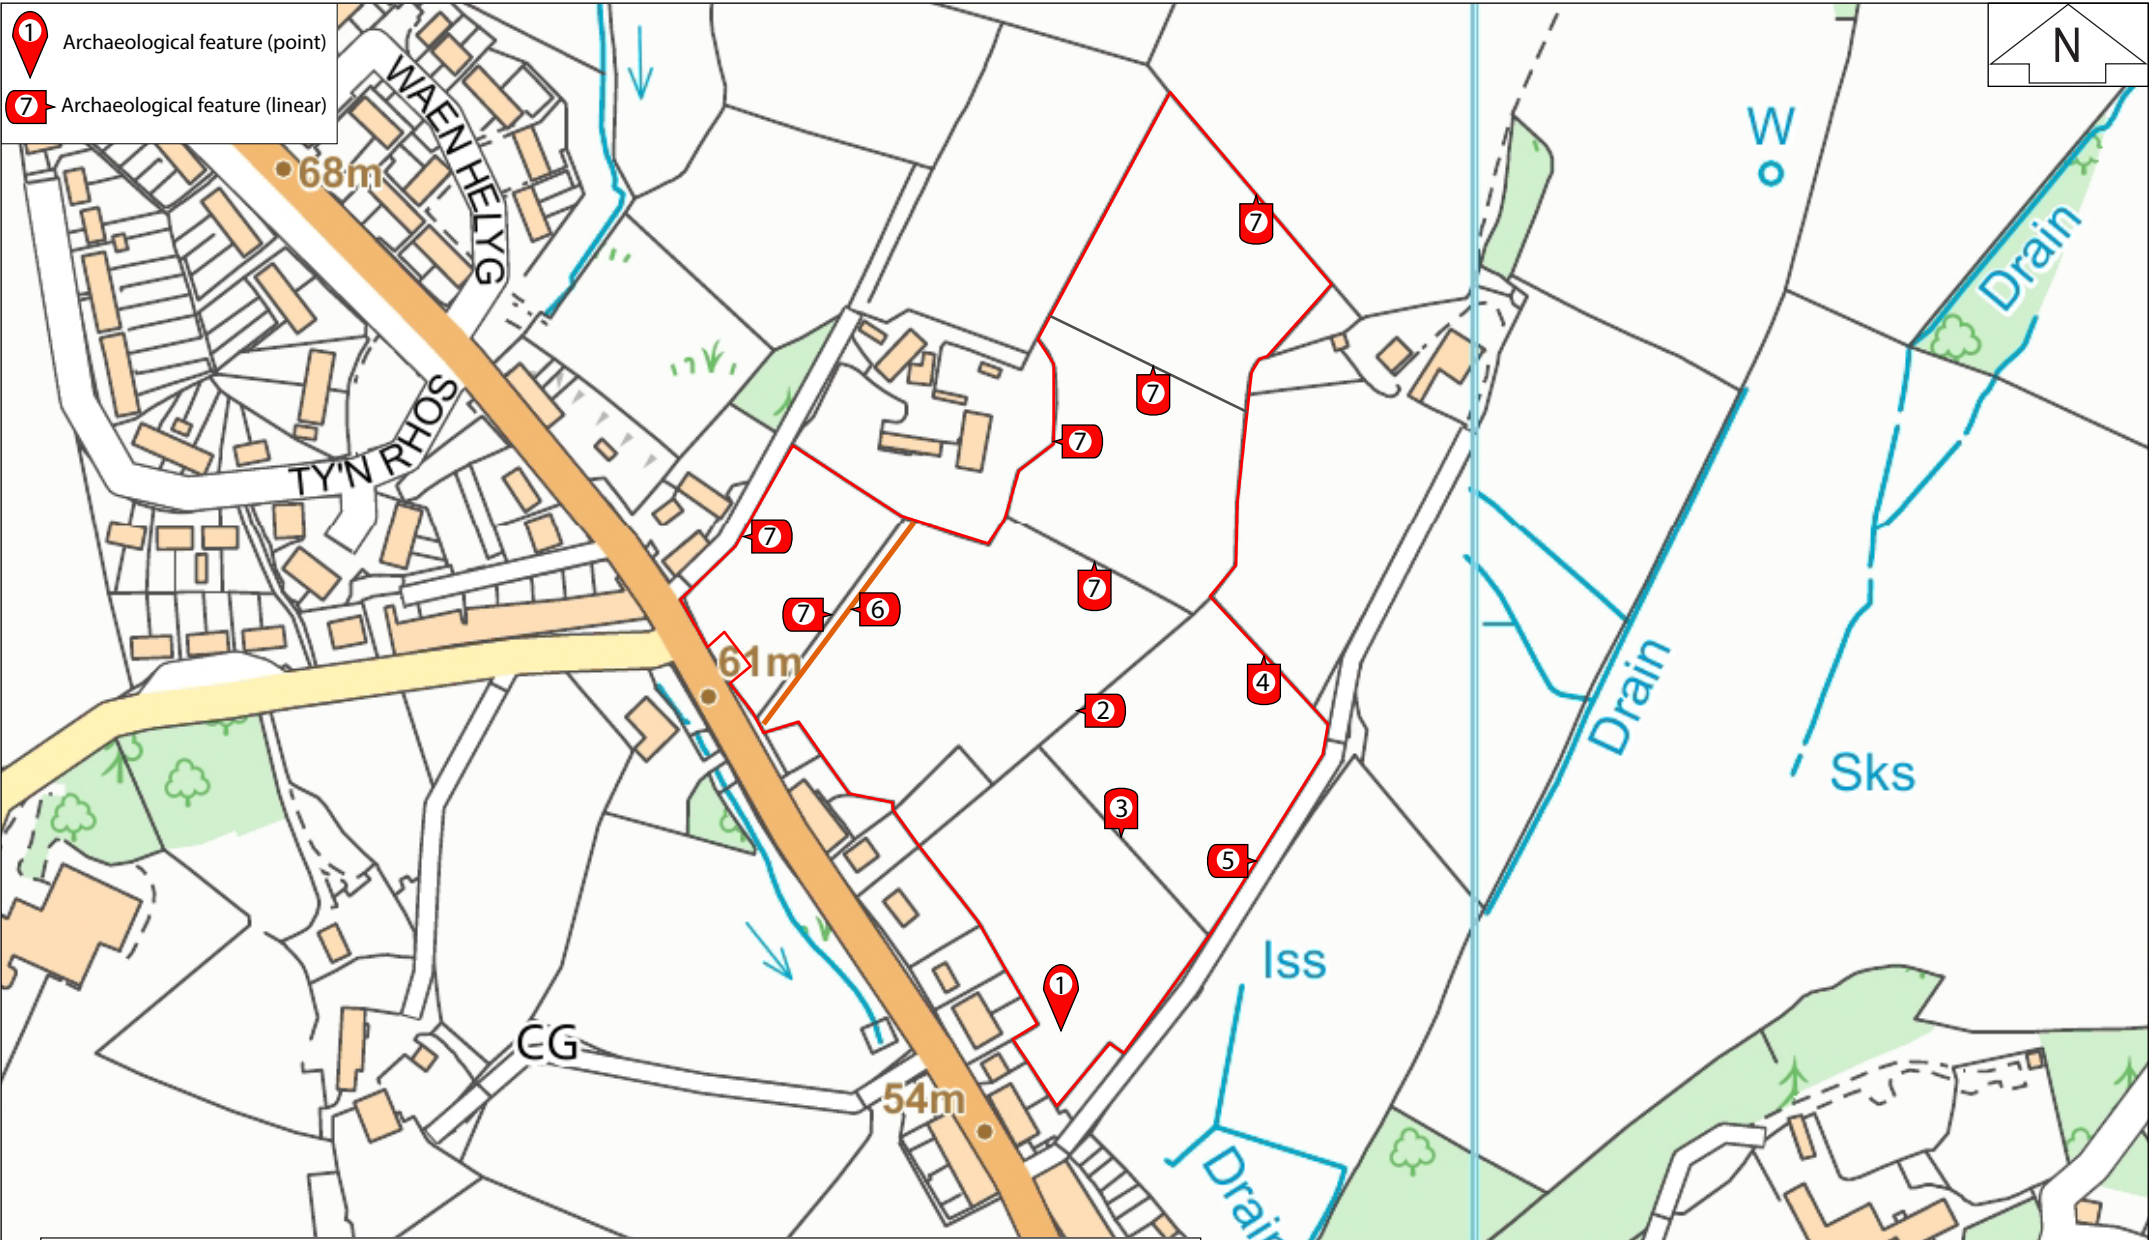 1 Archaeological feature (point)
7 Archaeological feature (linear)
N
WAEN HELYG
68m
W
7
Drain
7
7
TY'N RHOS
7
7
6
7
61m
4
2
Drain
Sks
3
5
Iss
1
CG
54m
Drain